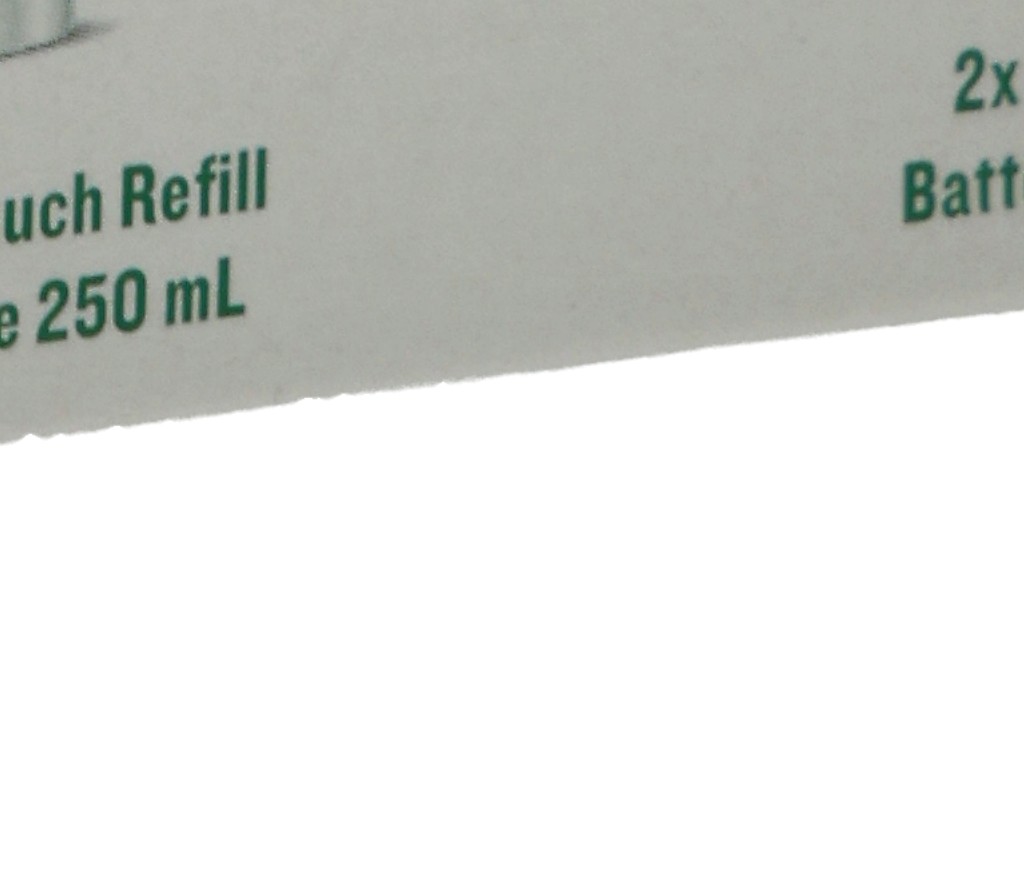 uch Refill
e 250 mL
2x
Batt